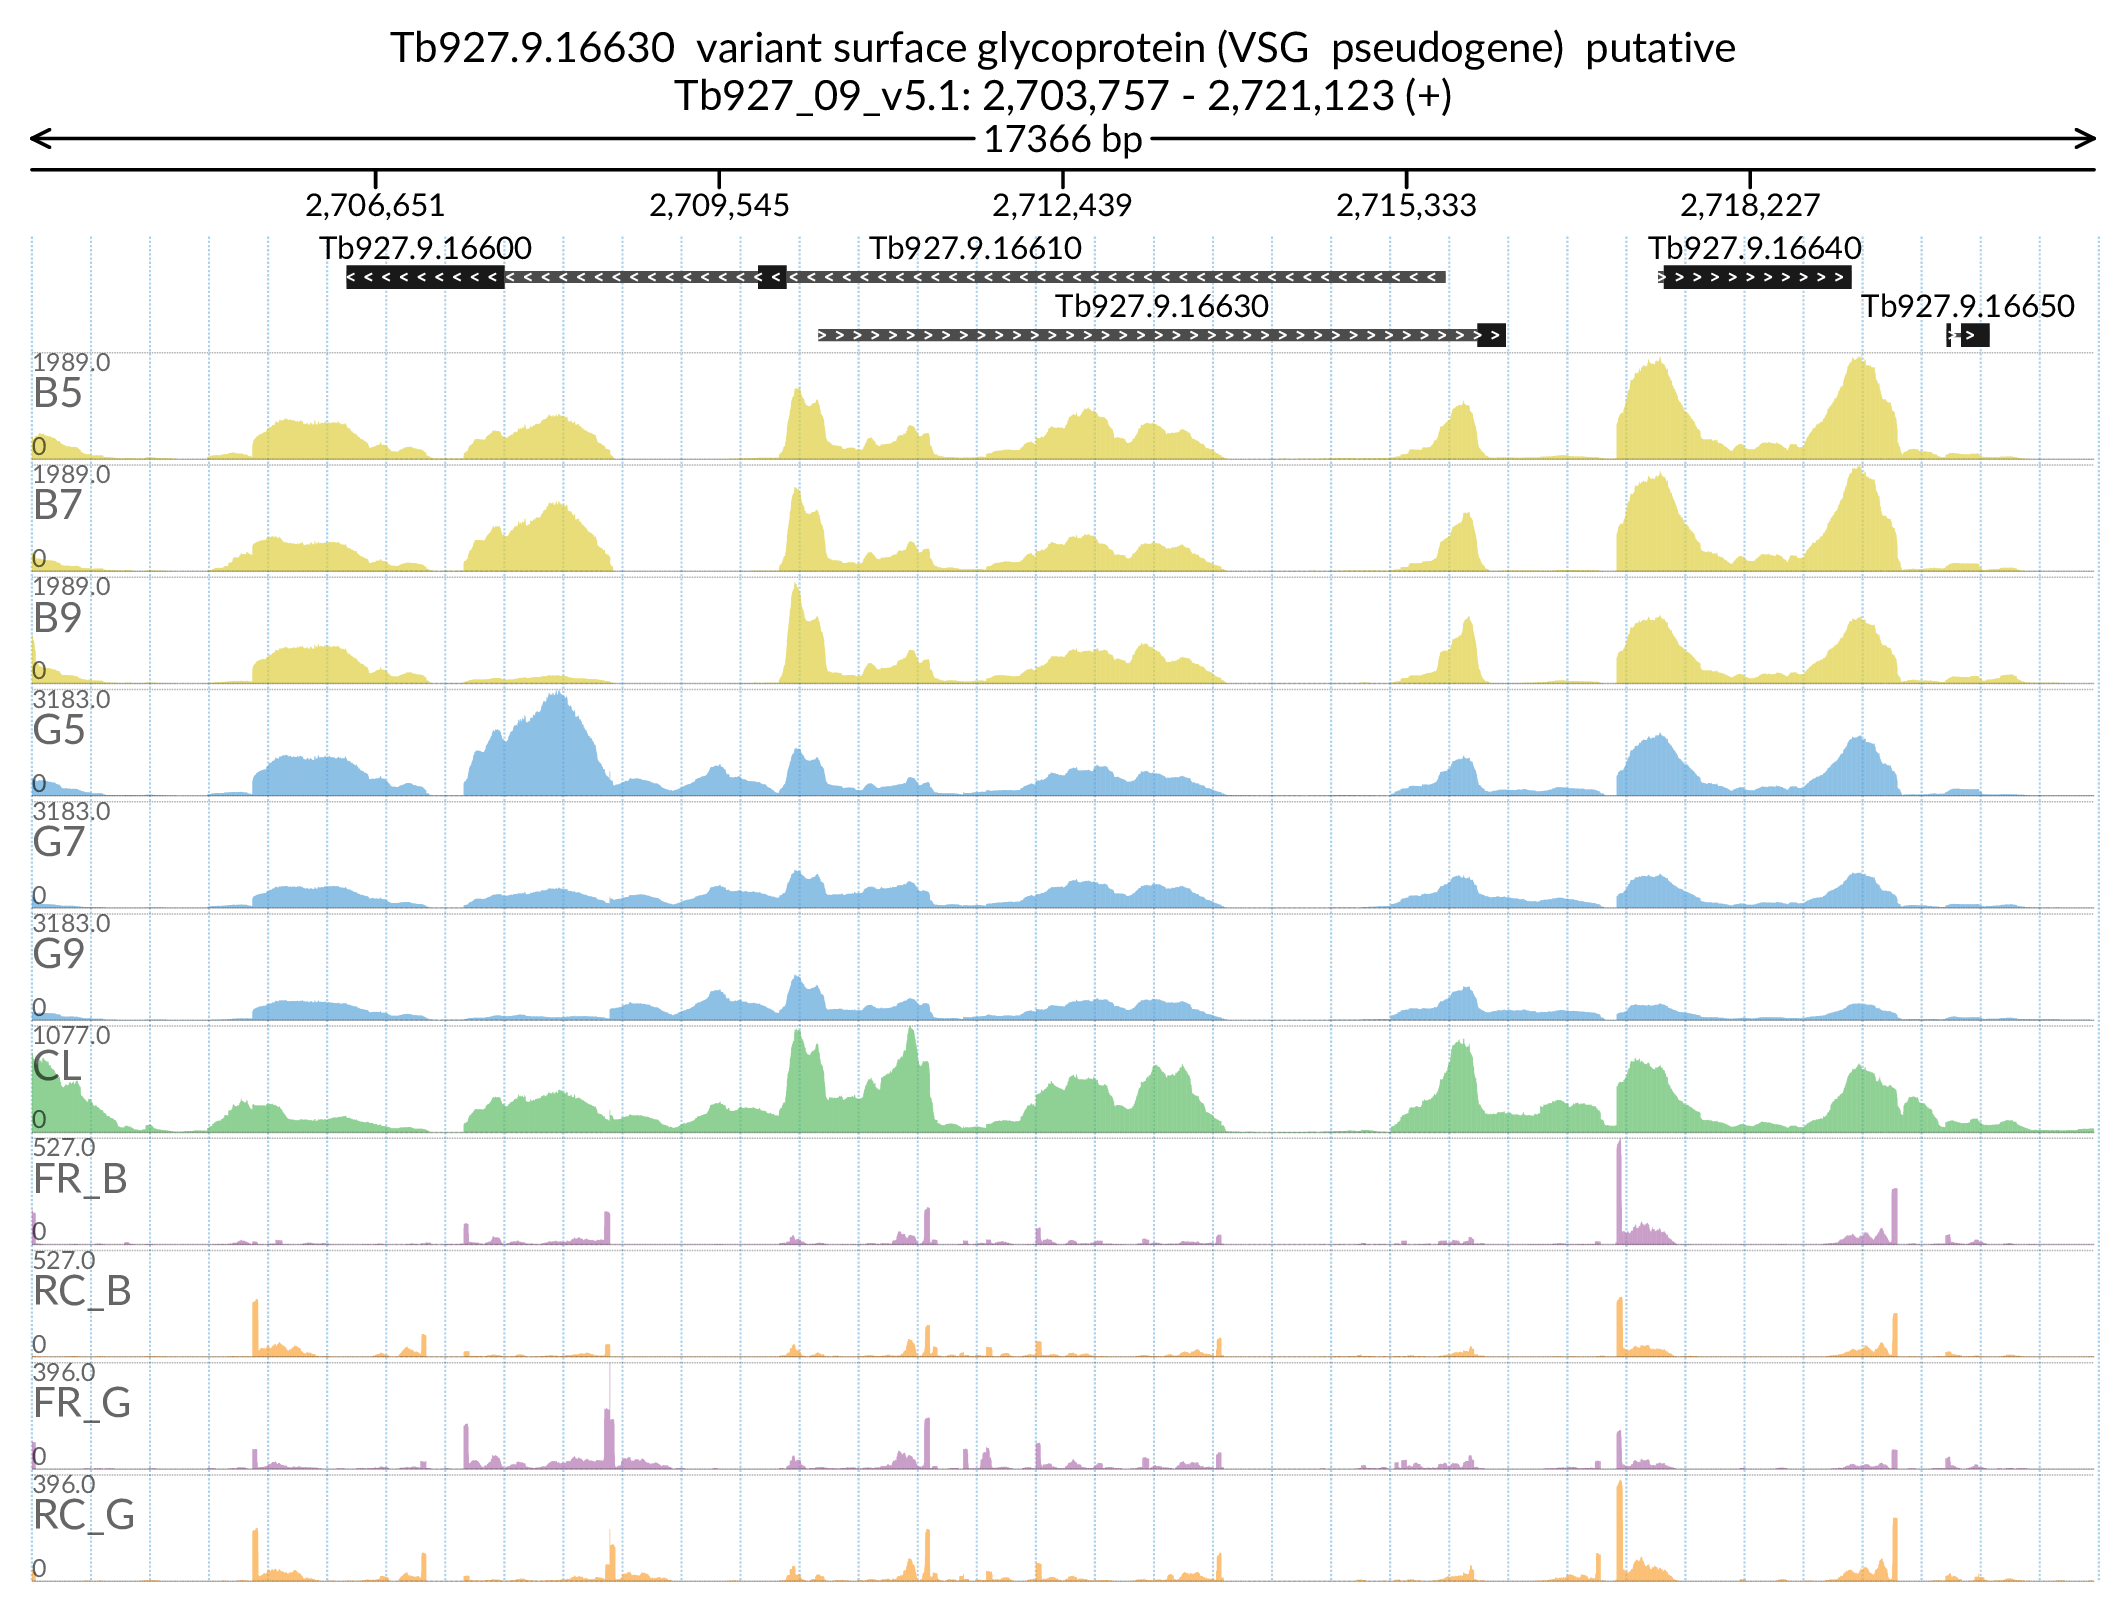 Tb927.9.16630 variant surface glycoprotein (VSG pseudogene) putative
Tb927_09_v5.1: 2,703,757 - 2,721,123 (+)
17366 bp
2,706,651 2,709,545 2,712,439 2,715,333 2,718,227
Tb927.9.16600 Tb927.9.16610 Tb927.9.16640
Tb927.9.16630 Tb927.9.16650
1989.0
B5
0
1989.0
B7
0
1989.0
B9
0
3183.0
G5
0
3183.0
G7
0
3183.0
G9
0
1077.0
CL
0
527.0
FR_B
0
527.0
RC_B
0
396.0
FR_G
0
396.0
RC_G
0